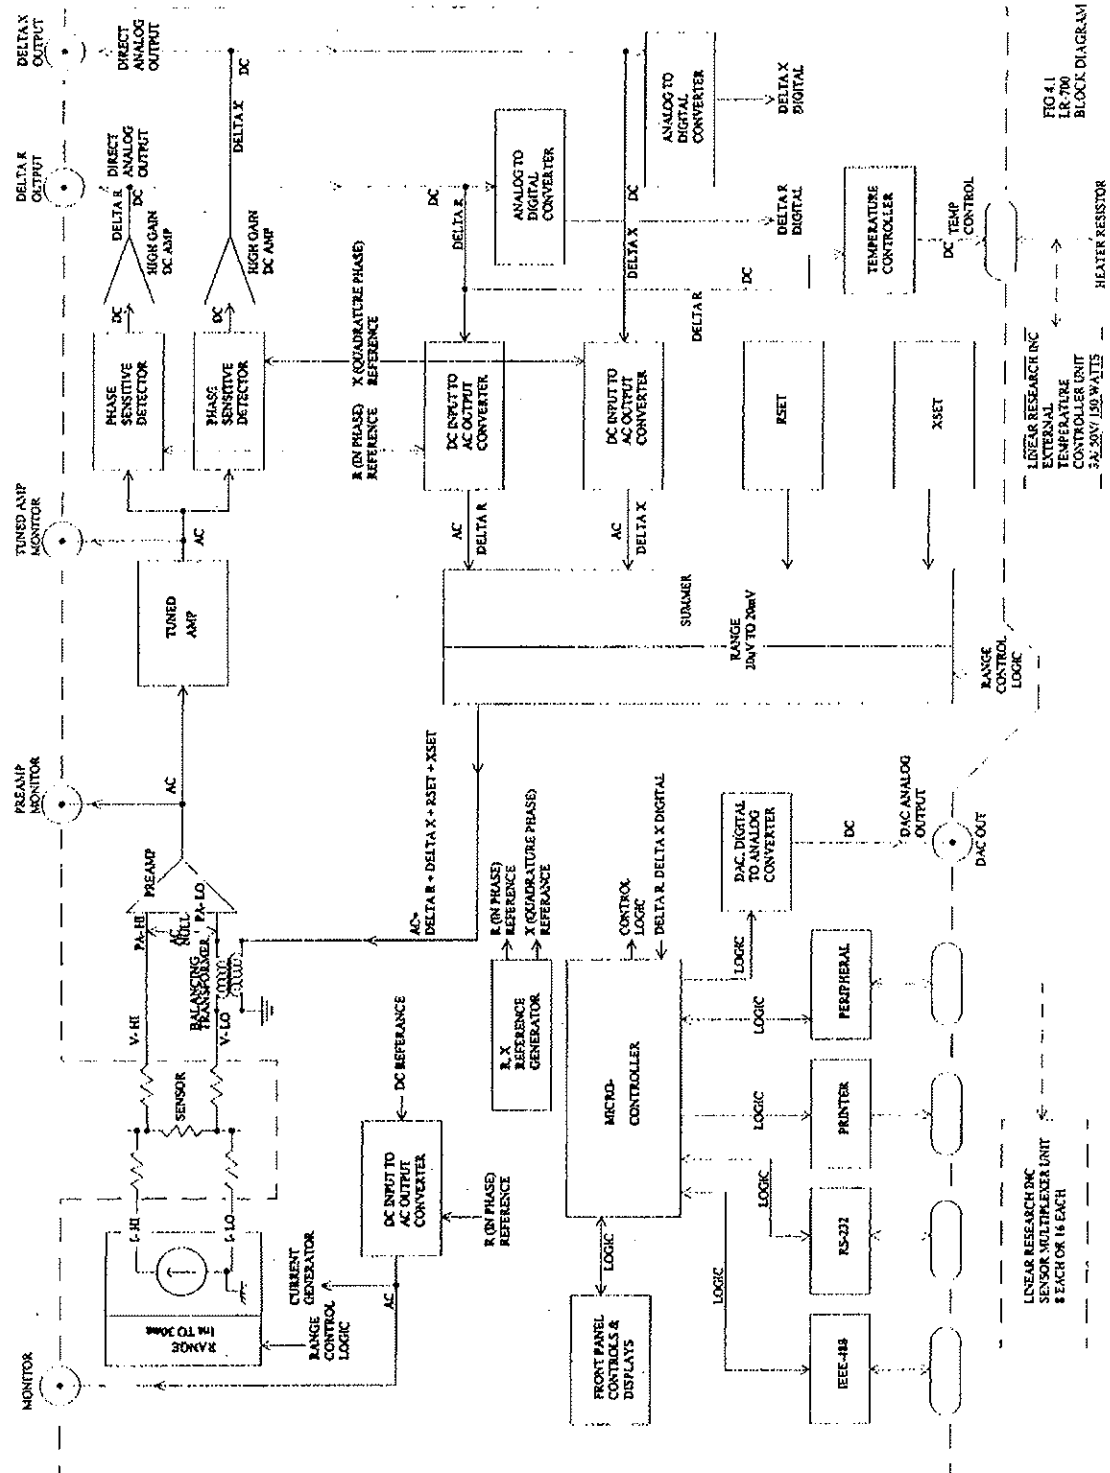 MONITOR
PREAMP
MONITOR
TUNED AMP
MONITOR
DELTA R
OUTPUT
DELTA X
OUTPUT
RANGE
1na TO 30ma
I-HI
I-LO
SENSOR
V-HI
V-LO
BALANCING
TRANSFORMER
AC
NULL
PA-HI
PA-LO
PREAMP
AC
TUNED
AMP
AC
PHASE
SENSITIVE
DETECTOR
PHASE
SENSITIVE
DETECTOR
DC
DC
HIGH GAIN
DC AMP
HIGH GAIN
DC AMP
DELTA R
DC
DIRECT
ANALOG
OUTPUT
DELTA X
DC
DIRECT
ANALOG
OUTPUT
RANGE
CONTROL
LOGIC
CURRENT
GENERATOR
AC
DC INPUT TO
AC OUTPUT
CONVERTER
DC REFERANCE
R (IN PHASE)
REFERENCE
AC=
DELTA R + DELTA X + RSET + XSET
R (IN PHASE)
REFERENCE
X (QUADRATURE PHASE)
REFERENCE
R (IN PHASE)
REFERENCE
X (QUADRATURE PHASE)
REFERANCE
R, X
REFERENCE
GENERATOR
SUMMER
RANGE
20µV TO 20mV
RANGE
CONTROL
LOGIC
AC
DELTA R
AC
DELTA X
DC INPUT TO
AC OUTPUT
CONVERTER
DC INPUT TO
AC OUTPUT
CONVERTER
RSET
XSET
DELTA R
DC
DELTA X
DC
DELTA R
DC
ANALOG TO
DIGITAL
CONVERTER
DELTA R
DIGITAL
ANALOG TO
DIGITAL
CONVERTER
DELTA X
DIGITAL
TEMPERATURE
CONTROLLER
DC
TEMP
CONTROL
HEATER RESISTOR
LINEAR RESEARCH INC
EXTERNAL
TEMPERATURE
CONTROLLER UNIT
3A/ 50V/ 150 WATTS
FRONT PANEL
CONTROLS &
DISPLAYS
LOGIC
MICRO-
CONTROLLER
CONTROL
LOGIC
DELTA R, DELTA X DIGITAL
LOGIC
LOGIC
LOGIC
LOGIC
LOGIC
DAC, DIGITAL
TO ANALOG
CONVERTER
DC
DAC ANALOG
OUTPUT
DAC OUT
IEEE-488
RS-232
PRINTER
PERIPHERAL
LINEAR RESEARCH INC
SENSOR MULTIPLEXER UNIT
8 EACH OR 16 EACH
FIG 4.1
LR-700
BLOCK DIAGRAM